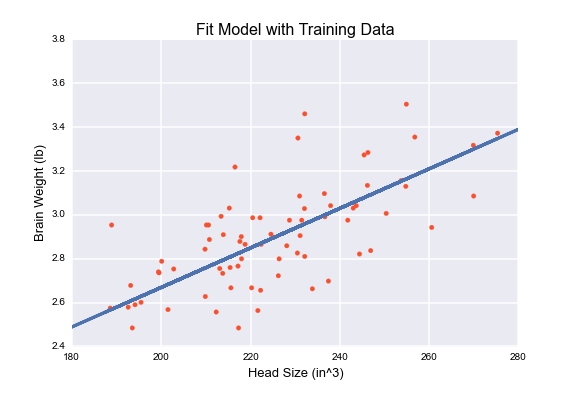 Fit Model with Training Data
3.8
3.6
3.4
3.2
3.0
2.8
2.6
2.4
Brain Weight (lb)
180 200 220 240 260 280
Head Size (in^3)